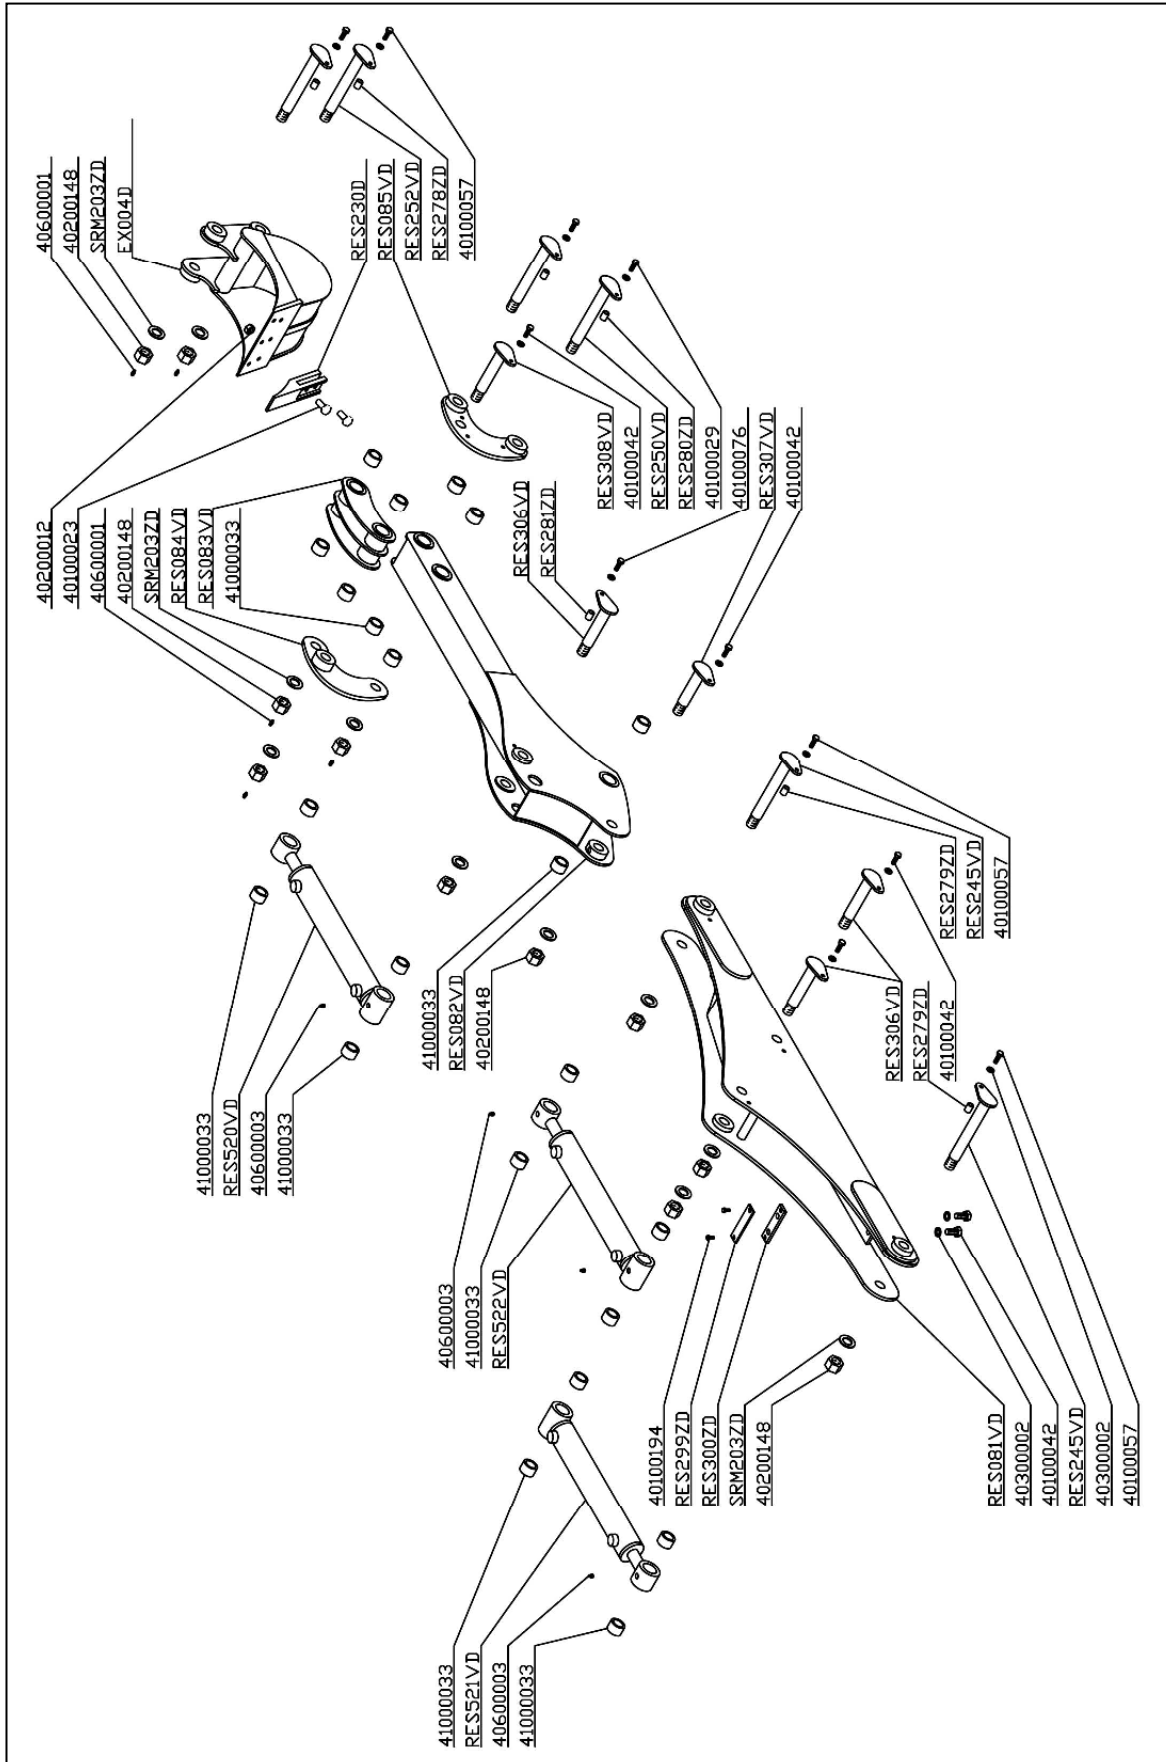 40600001
40200148
SRM203ZD
EX004D
RES230D
RES085VD
RES252VD
RES278ZD
40100057
40200012
40100023
40600001
40200148
SRM203ZD
RES084VD
RES083VD
41000033
RES308VD
40100042
RES250VD
RES280ZD
40100029
40100076
RES307VD
40100042
RES306VD
RES281ZD
41000033
RES520VD
40600003
41000033
41000033
RES082VD
40200148
RES279ZD
RES245VD
40100057
RES306VD
RES279ZD
40100042
40600003
41000033
RES522VD
40100194
RES299ZD
RES300ZD
SRM203ZD
40200148
RES081VD
40300002
40100042
RES245VD
40300002
40100057
41000033
RES521VD
40600003
41000033